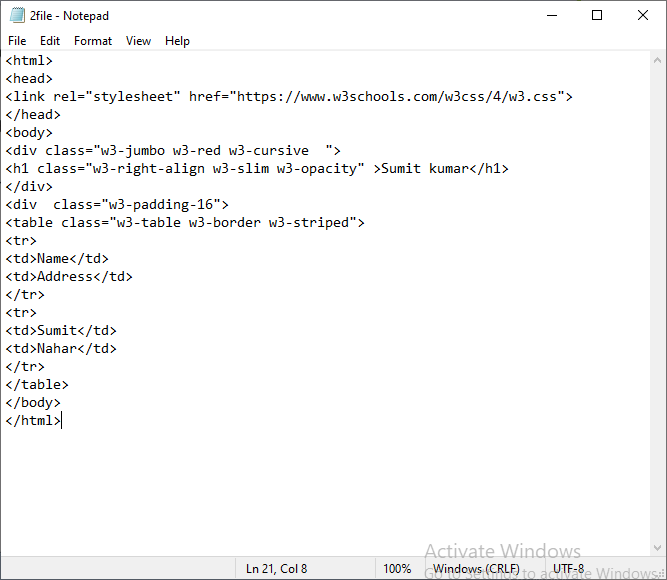 2file - Notepad
File Edit Format View Help
<html>
<head>
<link rel="stylesheet" href="https://www.w3schools.com/w3css/4/w3.css">
</head>
<body>
<div class="w3-jumbo w3-red w3-cursive  ">
<h1 class="w3-right-align w3-slim w3-opacity" >Sumit kumar</h1>
</div>
<div  class="w3-padding-16">
<table class="w3-table w3-border w3-striped">
<tr>
<td>Name</td>
<td>Address</td>
</tr>
<tr>
<td>Sumit</td>
<td>Nahar</td>
</tr>
</table>
</body>
</html>
Activate Windows
Go to Settings to activate Windows.
Ln 21, Col 8 100% Windows (CRLF) UTF-8